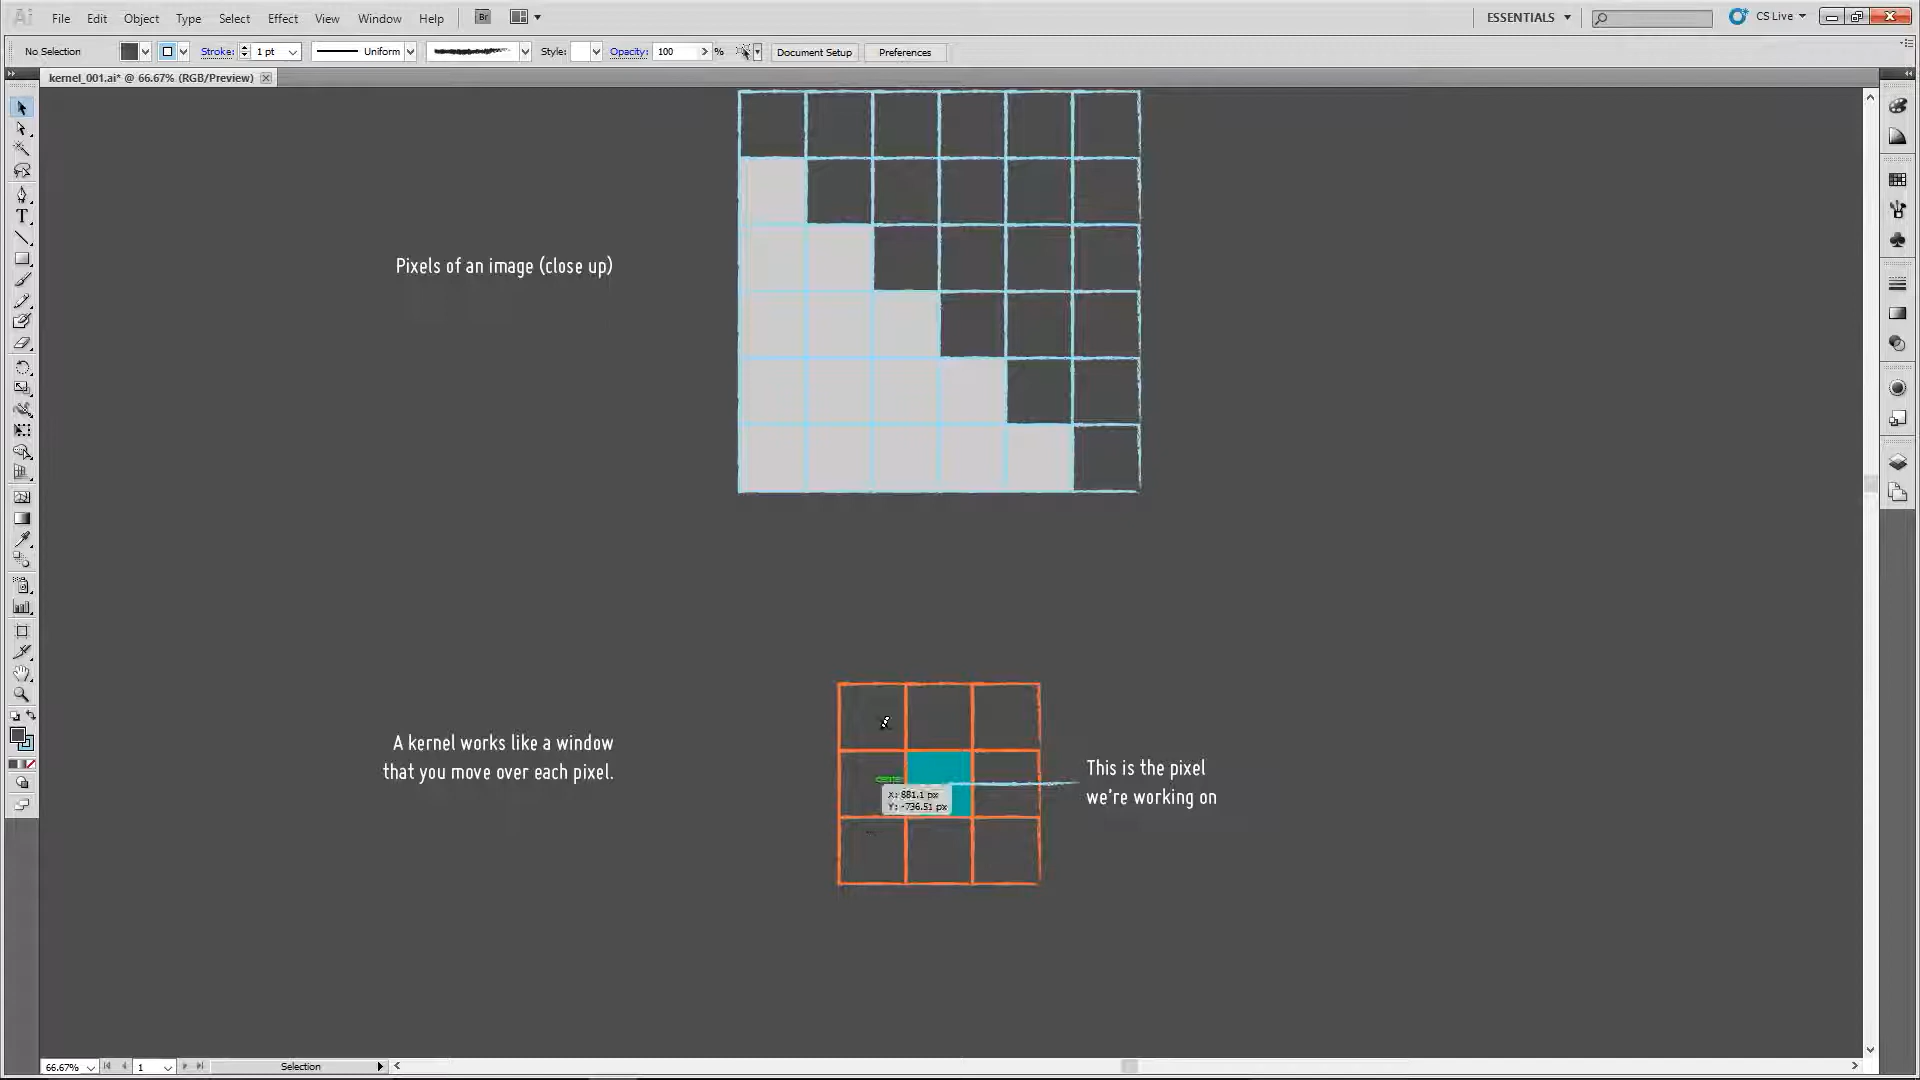 Ai File Edit Object Type Select Effect View Window Help Br ESSENTIALS CS Live
No Selection Stroke: 1 pt Uniform Style: Opacity: 100 % Document Setup Preferences
kernel_001.ai* @ 66.67% (RGB/Preview)
Pixels of an image (close up)
A kernel works like a window
that you move over each pixel.
center
X: 881.1 px
Y: -736.51 px
This is the pixel
we're working on
66.67% 1 Selection